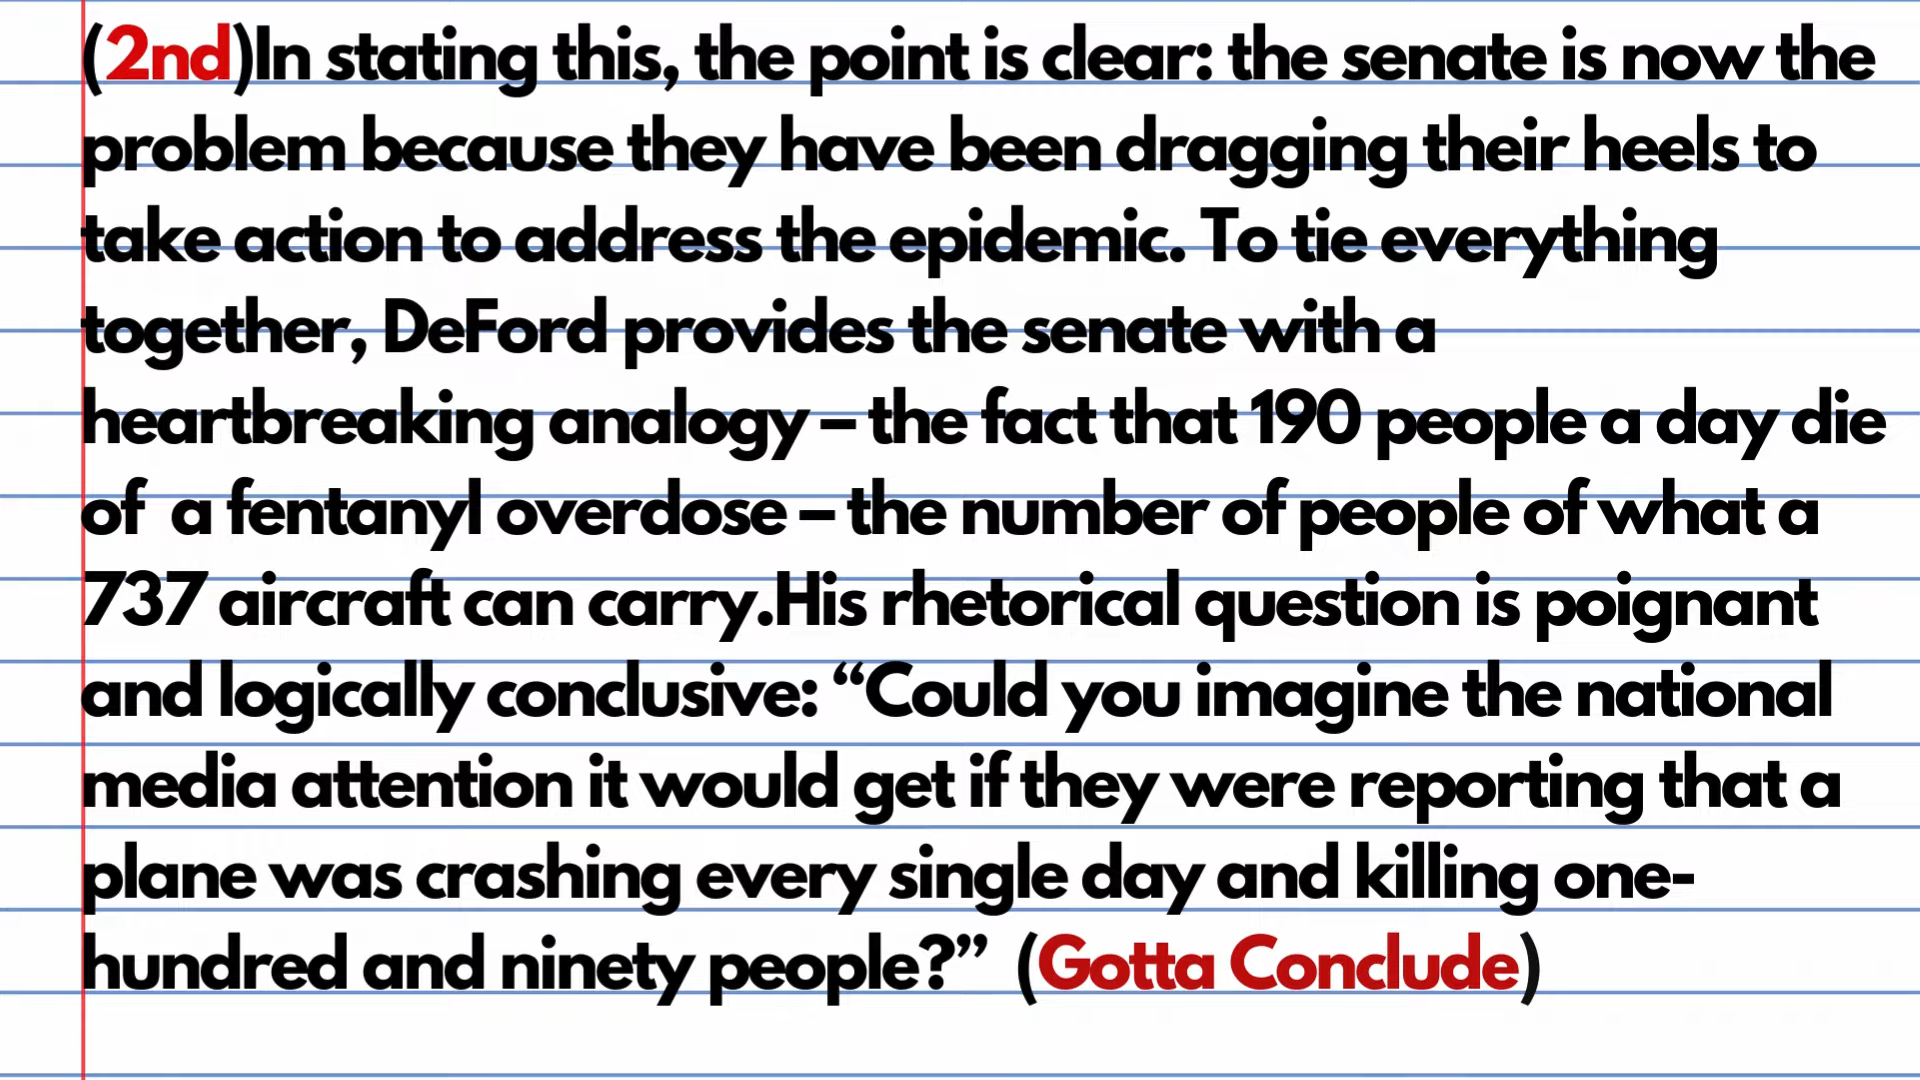 (2nd)In stating this, the point is clear: the senate is now the
problem because they have been dragging their heels to
take action to address the epidemic. To tie everything
together, DeFord provides the senate with a
heartbreaking analogy – the fact that 190 people a day die
of  a fentanyl overdose – the number of people of what a
737 aircraft can carry.His rhetorical question is poignant
and logically conclusive: “Could you imagine the national
media attention it would get if they were reporting that a
plane was crashing every single day and killing one-
hundred and ninety people?”  (Gotta Conclude)